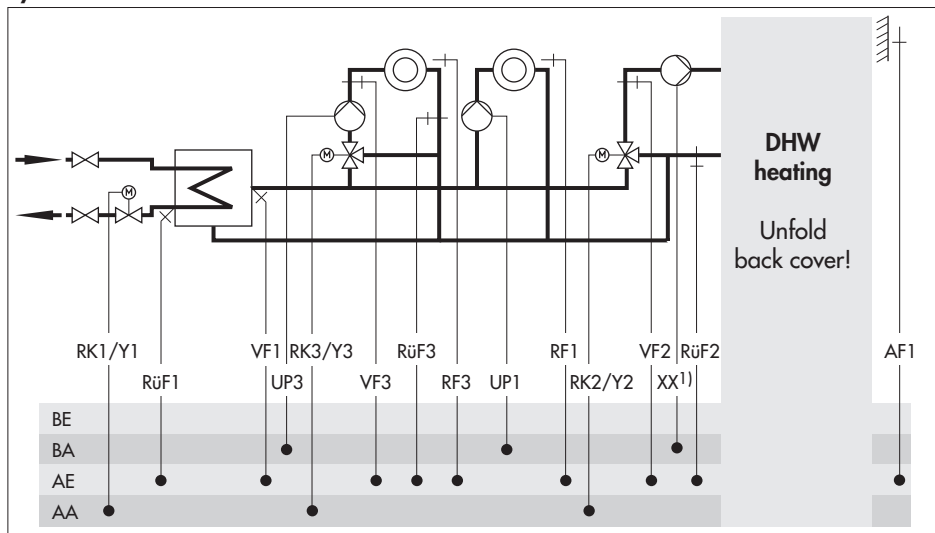 DHW
heating
Unfold
back cover!
M
M
M
RK1/Y1
VF1
RK3/Y3
RüF3
RF1
VF2
RüF2
AF1
RüF1
UP3
VF3
RF3
UP1
RK2/Y2
XX1)
BE
BA
AE
AA